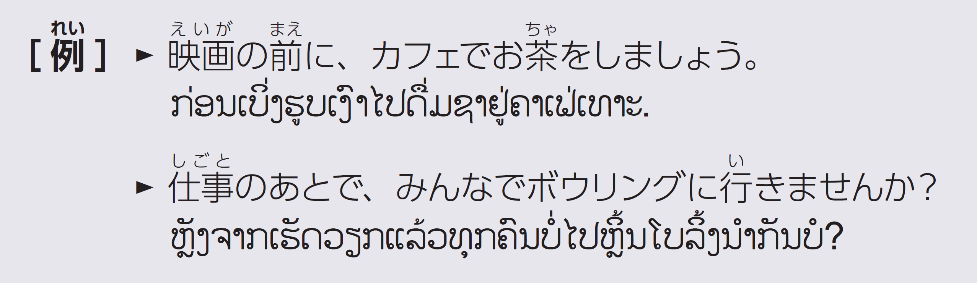 れい
[例] ► 映画の前に、カフェでお茶をしましょう。
えいが まえ ちゃ
ກ່ອນເບິ່ງຮູບເງົາໄປດື່ມຊາຢູ່ຄາເຟ່ເທາະ.
しごと い
► 仕事のあとで、みんなでボウリングに行きませんか？
ຫຼັງຈາກເຮັດວຽກແລ້ວທຸກຄົນບໍ່ໄປຫຼິ້ນໂບລິ້ງນໍາກັນບໍ?